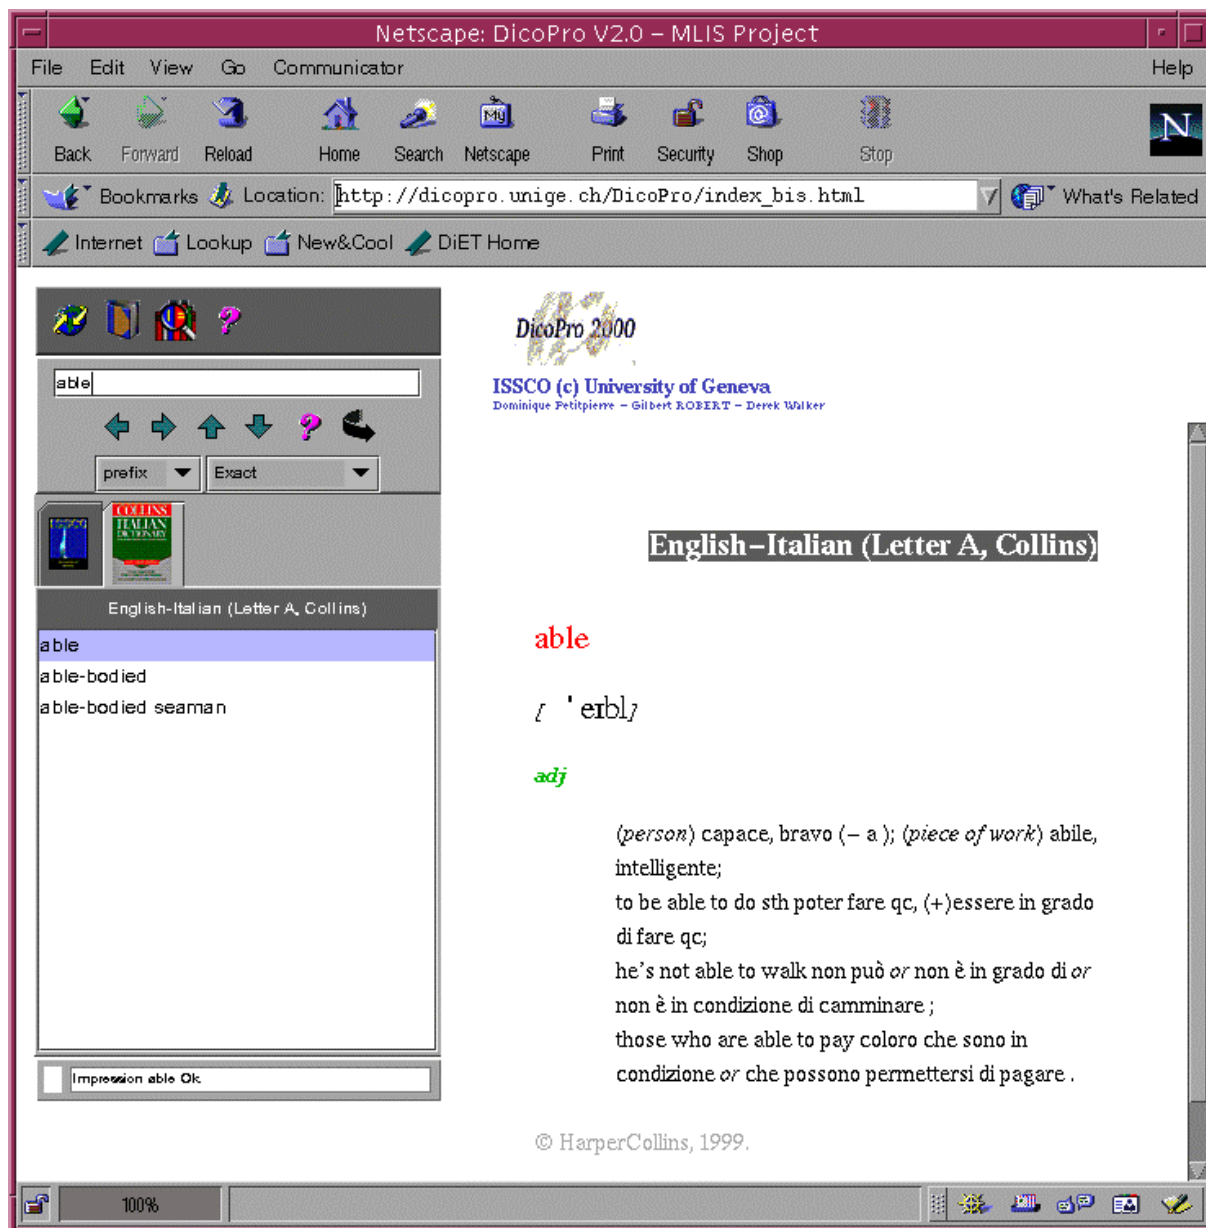 Netscape: DicoPro V2.0 – MLIS Project
File Edit View Go Communicator Help
Back Forward Reload Home Search Netscape Print Security Shop Stop
My
N
Bookmarks Location: http://dicopro.unige.ch/DicoPro/index_bis.html What's Related
Internet Lookup New&Cool DiET Home
able
prefix Exact
ISSCO
COLLINS
ITALIAN
DICTIONARY
English-Italian (Letter A, Collins)
able
able-bodied
able-bodied seaman
Impression able Ok
DicoPro 2000
ISSCO (c) University of Geneva
Dominique Petitpierre – Gilbert ROBERT – Derek Walker
English–Italian (Letter A, Collins)
able
[ ˈeɪbl]
adj
(person) capace, bravo (– a ); (piece of work) abile,
intelligente;
to be able to do sth poter fare qc, (+)essere in grado
di fare qc;
he's not able to walk non può or non è in grado di or
non è in condizione di camminare ;
those who are able to pay coloro che sono in
condizione or che possono permettersi di pagare .
© HarperCollins, 1999.
100%